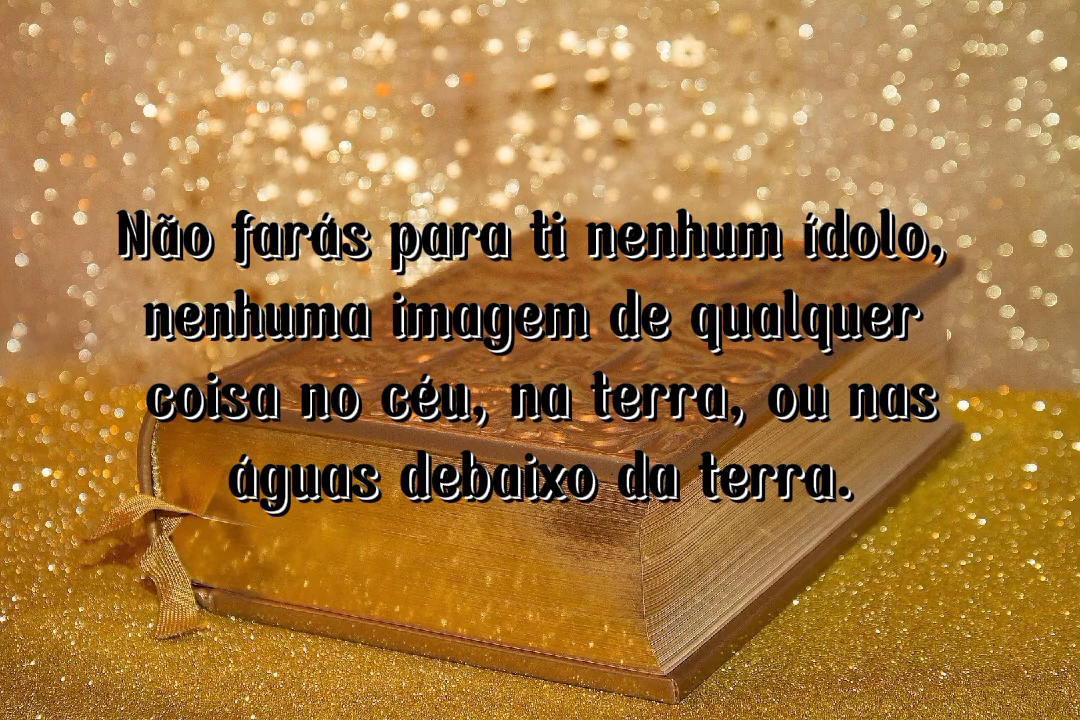 Não farás para ti nenhum ídolo,
nenhuma imagem de qualquer
coisa no céu, na terra, ou nas
águas debaixo da terra.